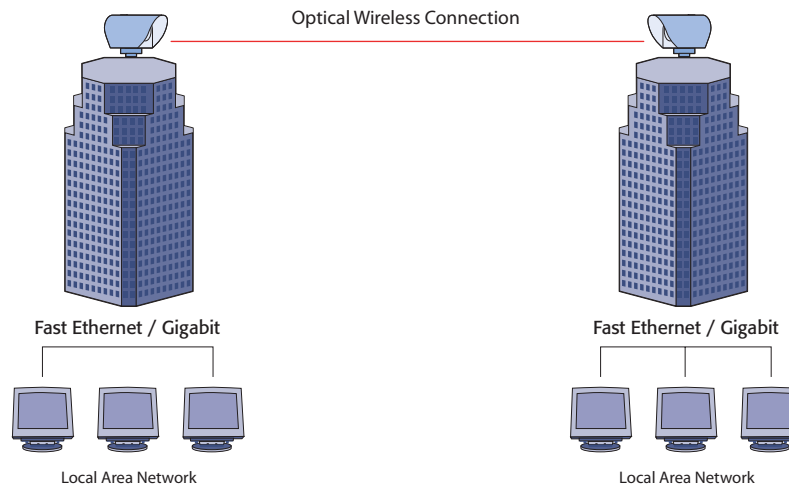 Optical Wireless Connection
Fast Ethernet / Gigabit
Fast Ethernet / Gigabit
Local Area Network
Local Area Network